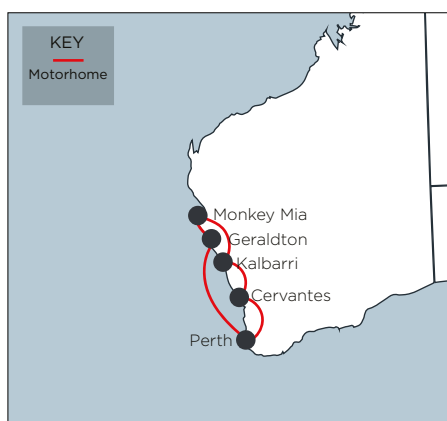 KEY
Motorhome
Monkey Mia
Geraldton
Kalbarri
Cervantes
Perth